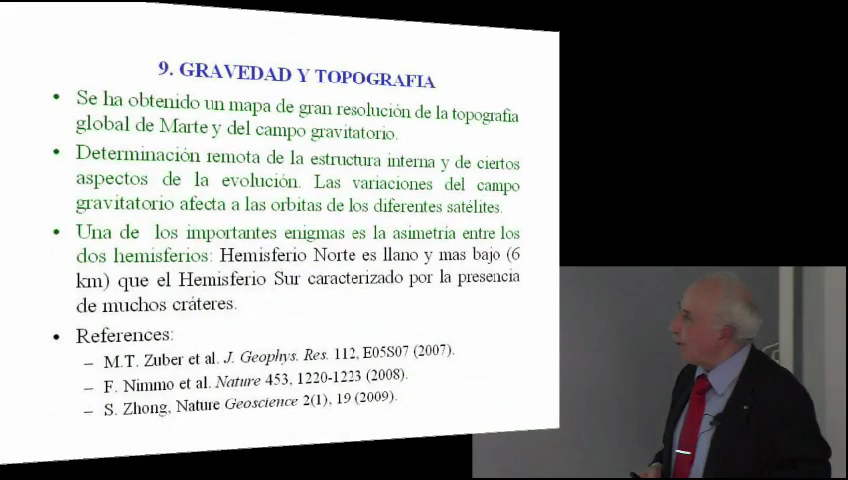 9. GRAVEDAD Y TOPOGRAFIA
• Se ha obtenido un mapa de gran resolución de la topografía
global de Marte y del campo gravitatorio.
• Determinación remota de la estructura interna y de ciertos
aspectos de la evolución. Las variaciones del campo
gravitatorio afecta a las orbitas de los diferentes satélites.
• Una de los importantes enigmas es la asimetría entre los
dos hemisferios: Hemisferio Norte es llano y mas bajo (6
km) que el Hemisferio Sur caracterizado por la presencia
de muchos cráteres.
• References:
– M.T. Zuber et al. J. Geophys. Res. 112, E05S07 (2007).
– F. Nimmo et al. Nature 453, 1220-1223 (2008).
– S. Zhong, Nature Geoscience 2(1), 19 (2009).